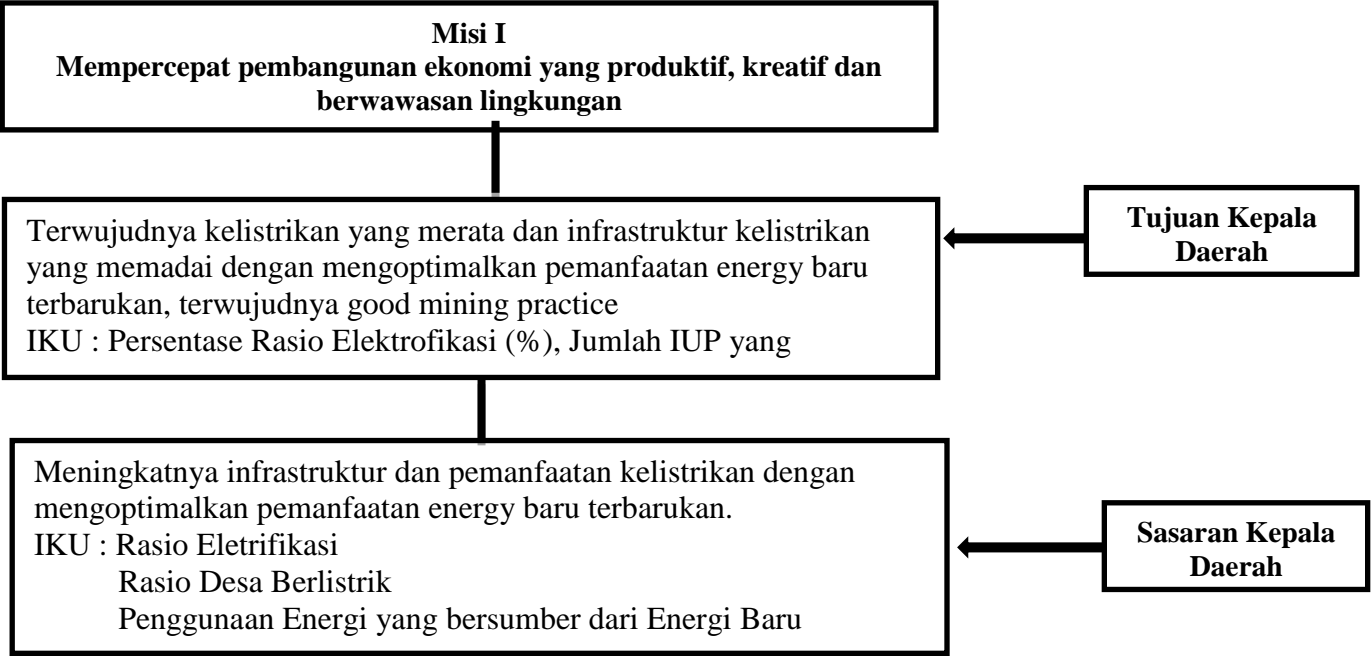 Misi I
Mempercepat pembangunan ekonomi yang produktif, kreatif dan
berwawasan lingkungan
Terwujudnya kelistrikan yang merata dan infrastruktur kelistrikan
yang memadai dengan mengoptimalkan pemanfaatan energy baru
terbarukan, terwujudnya good mining practice
IKU : Persentase Rasio Elektrofikasi (%), Jumlah IUP yang
Tujuan Kepala
Daerah
Meningkatnya infrastruktur dan pemanfaatan kelistrikan dengan
mengoptimalkan pemanfaatan energy baru terbarukan.
IKU : Rasio Eletrifikasi
Rasio Desa Berlistrik
Penggunaan Energi yang bersumber dari Energi Baru
Sasaran Kepala
Daerah